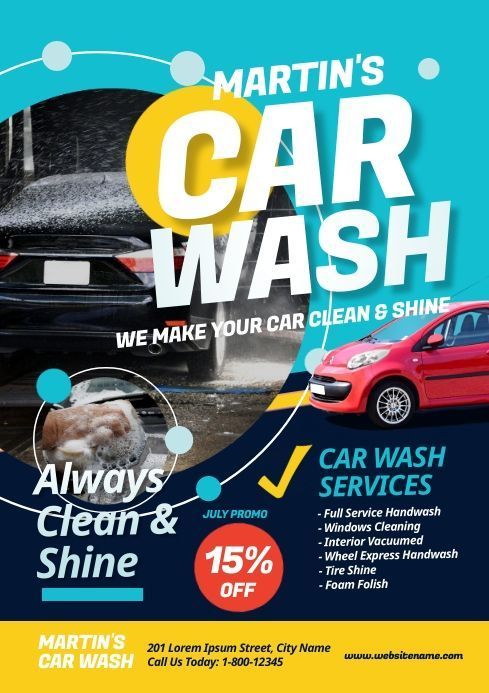 MARTIN'S
CAR
WASH
WE MAKE YOUR CAR CLEAN & SHINE
Always
Clean &
Shine
JULY PROMO
15%
OFF
CAR WASH
SERVICES
- Full Service Handwash
- Windows Cleaning
- Interior Vacuumed
- Wheel Express Handwash
- Tire Shine
- Foam Folish
MARTIN'S
CAR WASH
201 Lorem Ipsum Street, City Name
Call Us Today: 1-800-12345
www.websitename.com